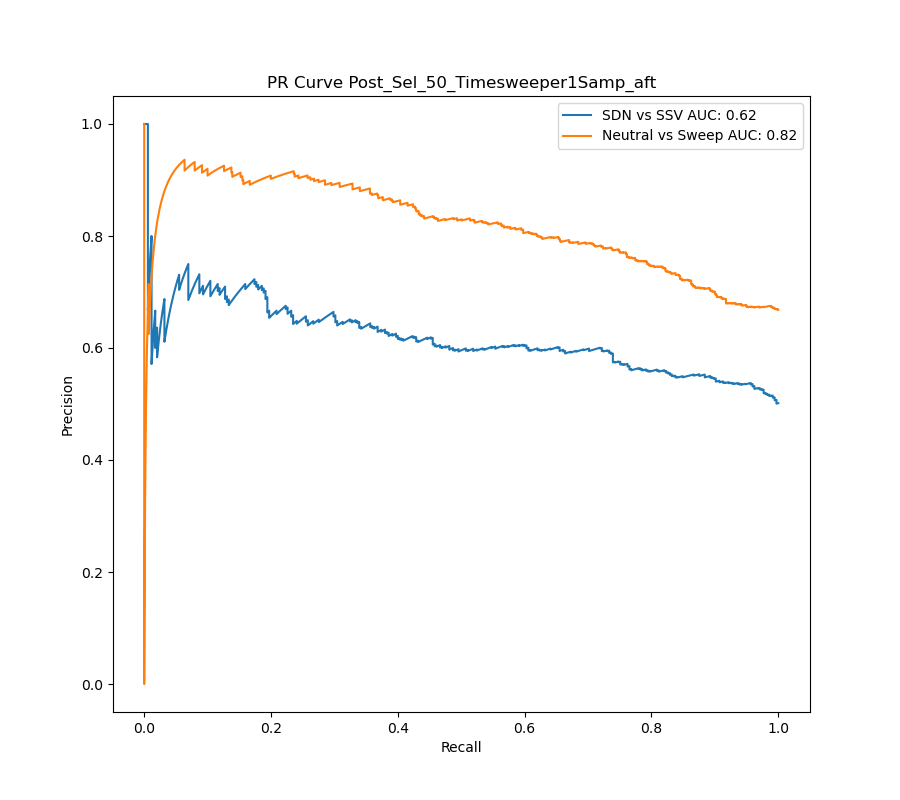 PR Curve Post_Sel_50_Timesweeper1Samp_aft
SDN vs SSV AUC: 0.62
Neutral vs Sweep AUC: 0.82
1.0
0.8
0.6
0.4
0.2
0.0
Precision
0.0 0.2 0.4 0.6 0.8 1.0
Recall